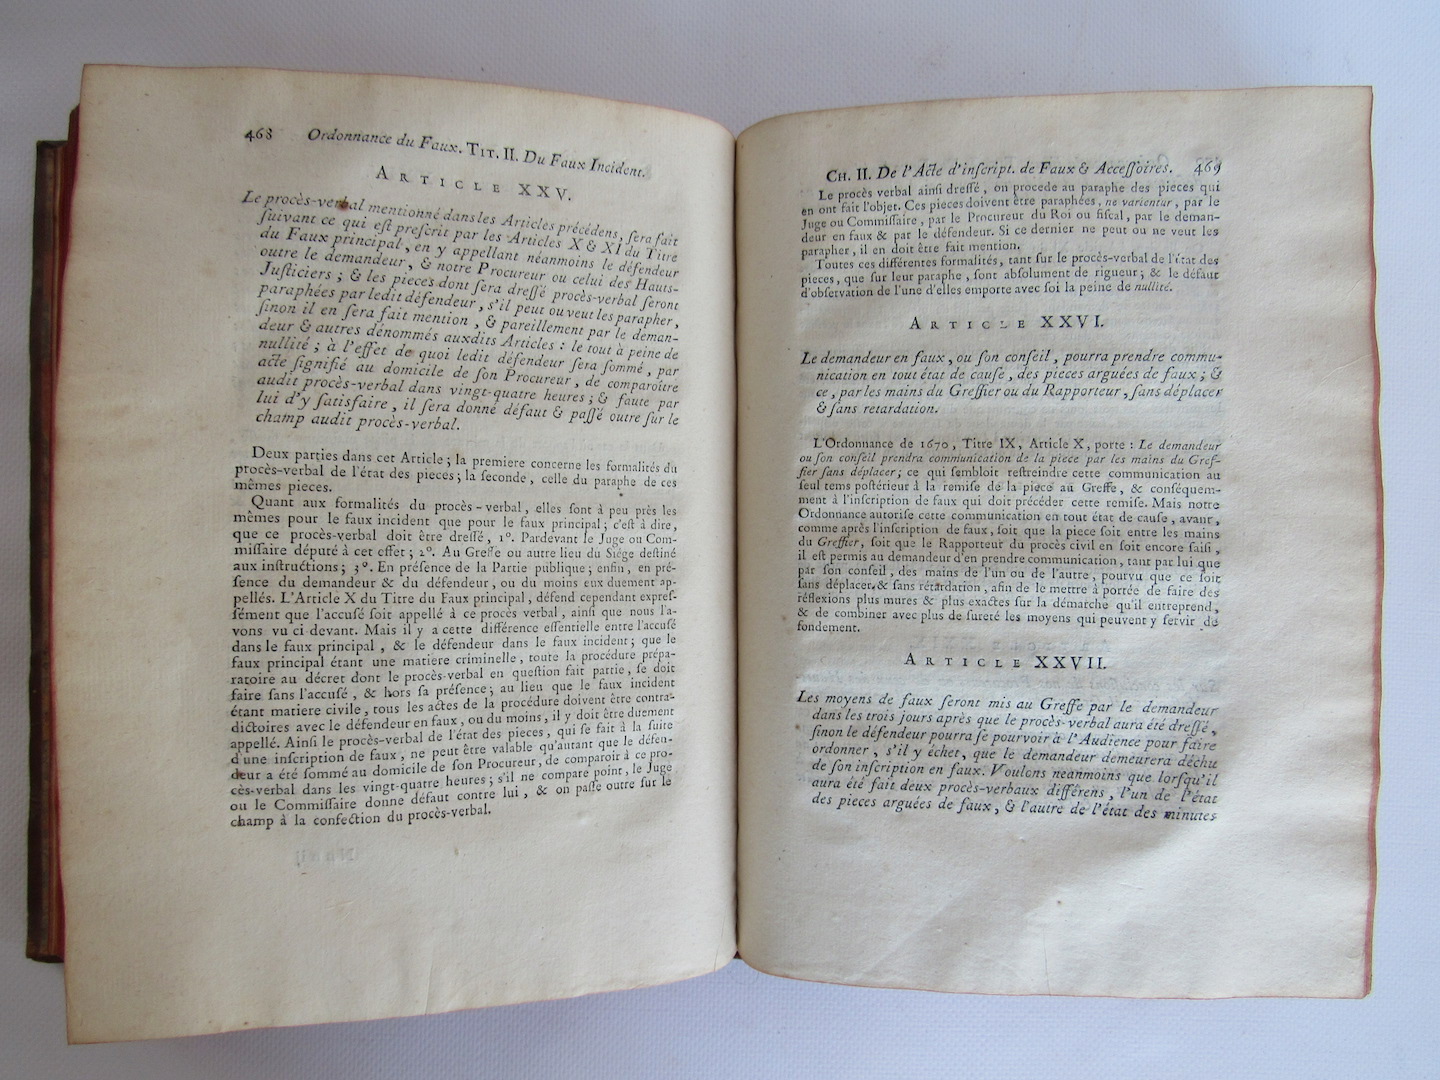 468 Ordonnance du Faux. TIT. II. Du Faux Incident.
ARTICLE XXV.
Le procès-verbal mentionné dans les Articles précédens, ſera fait
ſuivant ce qui eſt preſcrit par les Articles X & XI du Titre
du Faux principal, en y appellant néanmoins le défendeur
outre le demandeur, & notre Procureur ou celui des Hauts-
Juſticiers ; & les pieces dont ſera dreſſé procès-verbal ſeront
paraphées par ledit défendeur, s'il peut ou veut les parapher,
ſinon il en ſera fait mention, & pareillement par le deman-
deur & autres dénommés auxdits Articles : le tout à peine de
nullité ; à l'effet de quoi ledit défendeur ſera ſommé, par
acte ſignifié au domicile de ſon Procureur, de comparoître
audit procès-verbal dans vingt-quatre heures ; & faute par
lui d'y ſatisfaire, il ſera donné défaut & paſſé outre ſur le
champ audit procès-verbal.
Deux parties dans cet Article ; la premiere concerne les formalités du
procès-verbal de l'état des pieces ; la ſeconde, celle du paraphe de ces
mêmes pieces.
Quant aux formalités du procès-verbal, elles ſont à peu près les
mêmes pour le faux incident que pour le faux principal ; c'eſt à dire,
que ce procès-verbal doit être dreſſé, 1°. Pardevant le Juge ou Com-
miſſaire député à cet effet ; 2°. Au Greffe ou autre lieu du Siége deſtiné
aux inſtructions ; 3°. En préſence de la Partie publique ; enfin, en pré-
ſence du demandeur & du défendeur, ou du moins eux duement ap-
pellés. L'Article X du Titre du Faux principal, défend cependant expreſ-
ſément que l'accuſé ſoit appellé à ce procès verbal, ainſi que nous l'a-
vons vu ci-devant. Mais il y a cette différence eſſentielle entre l'accuſé
dans le faux principal, & le défendeur dans le faux incident ; que le
faux principal étant une matiere criminelle, toute la procédure prépa-
ratoire au décret dont le procès-verbal en queſtion fait partie, ſe doit
faire ſans l'accuſé, & hors ſa préſence ; au lieu que le faux incident
étant matiere civile, tous les actes de la procédure doivent être contra-
dictoires avec le défendeur en faux, ou du moins, il y doit être duement
appellé. Ainſi le procès-verbal de l'état des pieces, qui ſe fait à la ſuite
d'une inſcription de faux, ne peut être valable qu'autant que le défen-
deur a été ſommé au domicile de ſon Procureur, de comparoir à ce pro-
cès-verbal dans les vingt-quatre heures ; s'il ne compare point, le Juge
ou le Commiſſaire donne défaut contre lui, & on paſſe outre ſur le
champ à la confection du procès-verbal.
CH. II. De l'Acte d'inſcript. de Faux & Acceſſoires. 469
Le procès verbal ainſi dreſſé, on procede au paraphe des pieces qui
en ont fait l'objet. Ces pieces doivent être paraphées, ne varientur, par le
Juge ou Commiſſaire, par le Procureur du Roi ou fiſcal, par le deman-
deur en faux & par le défendeur. Si ce dernier ne peut ou ne veut les
parapher, il en doit être fait mention.
Toutes ces différentes formalités, tant ſur le procès-verbal de l'état des
pieces, que ſur leur paraphe, ſont abſolument de rigueur ; & le défaut
d'obſervation de l'une d'elles emporte avec ſoi la peine de nullité.
ARTICLE XXVI.
Le demandeur en faux, ou ſon conſeil, pourra prendre commu-
nication en tout état de cauſe, des pieces arguées de faux ; &
ce, par les mains du Greffier ou du Rapporteur, ſans déplacer
& ſans retardation.
L'Ordonnance de 1670, Titre IX, Article X, porte : Le demandeur
ou ſon conſeil prendra communication de la piece par les mains du Gref-
fier ſans déplacer ; ce qui ſembloit reſtreindre cette communication au
ſeul tems poſtérieur à la remiſe de la piece au Greffe, & conſéquem-
ment à l'inſcription de faux qui doit précéder cette remiſe. Mais notre
Ordonnance autoriſe cette communication en tout état de cauſe, avant,
comme après l'inſcription de faux, ſoit que la piece ſoit entre les mains
du Greffier, ſoit que le Rapporteur du procès civil en ſoit encore ſaiſi,
il eſt permis au demandeur d'en prendre communication, tant par lui que
par ſon conſeil, des mains de l'un ou de l'autre, pourvu que ce ſoit
ſans déplacer & ſans retardation, afin de le mettre à portée de faire des
réflexions plus mures & plus exactes ſur la démarche qu'il entreprend,
& de combiner avec plus de ſureté les moyens qui peuvent y ſervir de
fondement.
ARTICLE XXVII.
Les moyens de faux ſeront mis au Greffe par le demandeur
dans les trois jours après que le procès-verbal aura été dreſſé,
ſinon le défendeur pourra ſe pourvoir à l'Audience pour faire
ordonner, s'il y échet, que le demandeur demeurera déchu
de ſon inſcription en faux. Voulons néanmoins que lorſqu'il
aura été fait deux procès-verbaux différens, l'un de l'état
des pieces arguées de faux, & l'autre de l'état des minutes